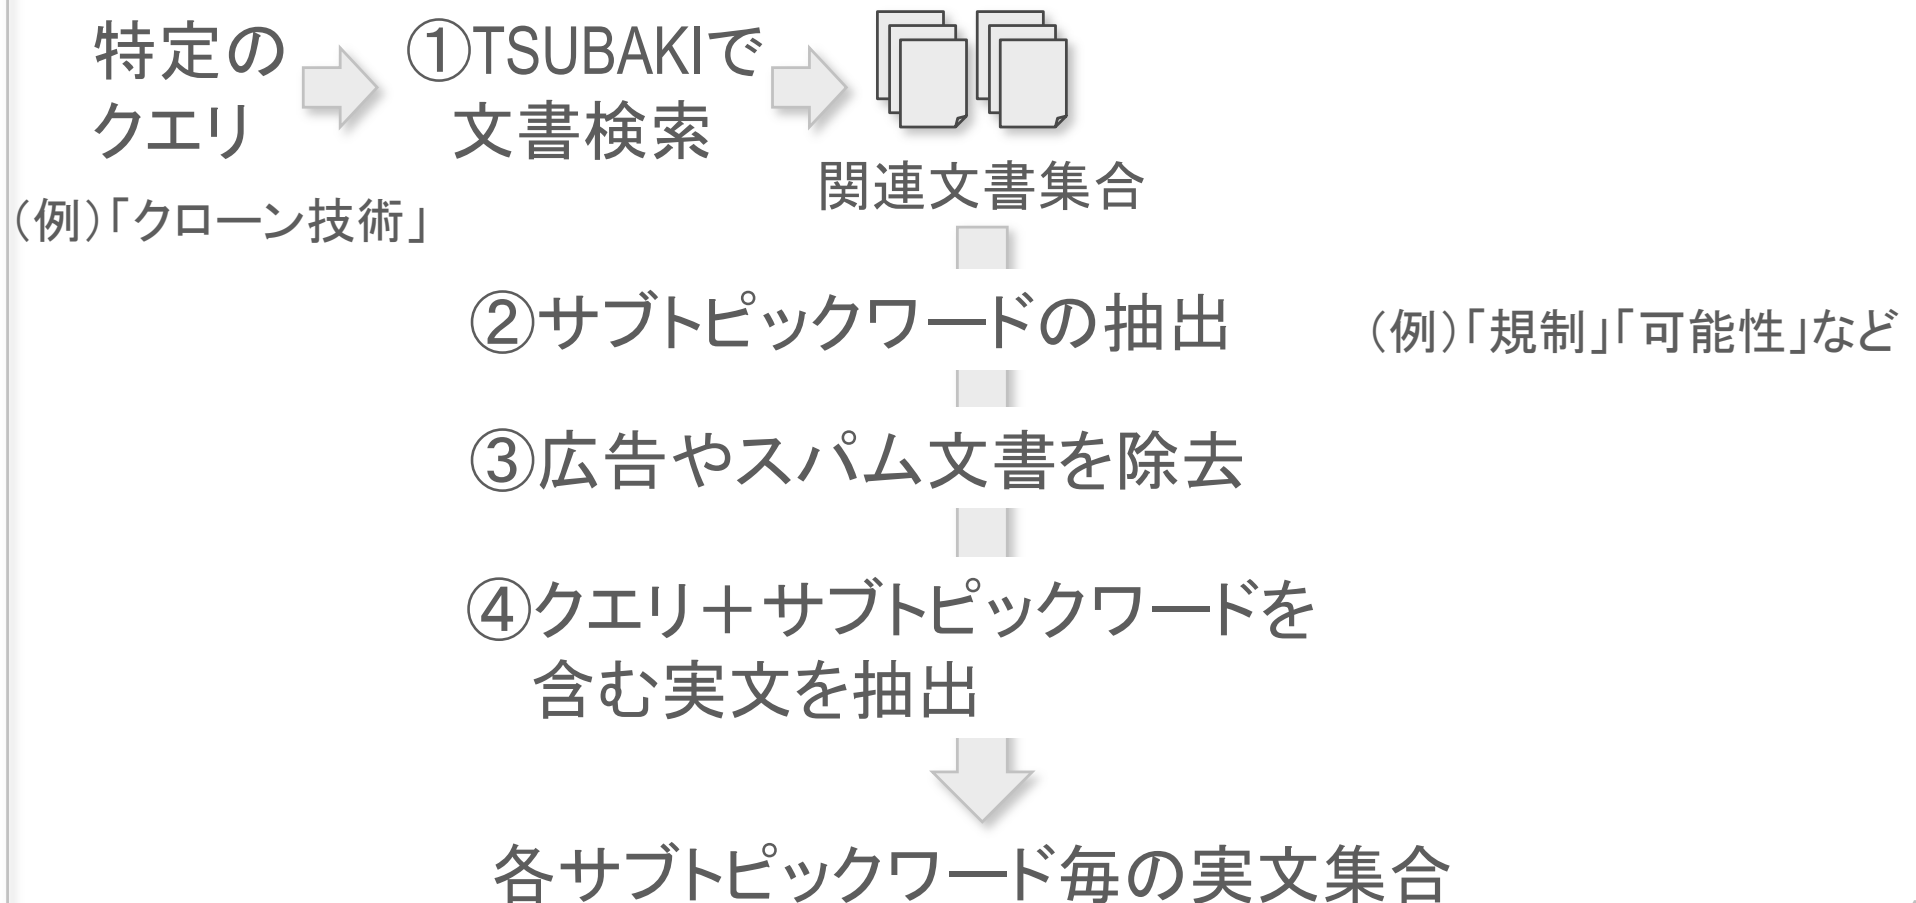 特定の
クエリ
①TSUBAKIで
文書検索
関連文書集合
（例）「クローン技術」
②サブトピックワードの抽出
（例）「規制」「可能性」など
③広告やスパム文書を除去
④クエリ＋サブトピックワードを
含む実文を抽出
各サブトピックワード毎の実文集合